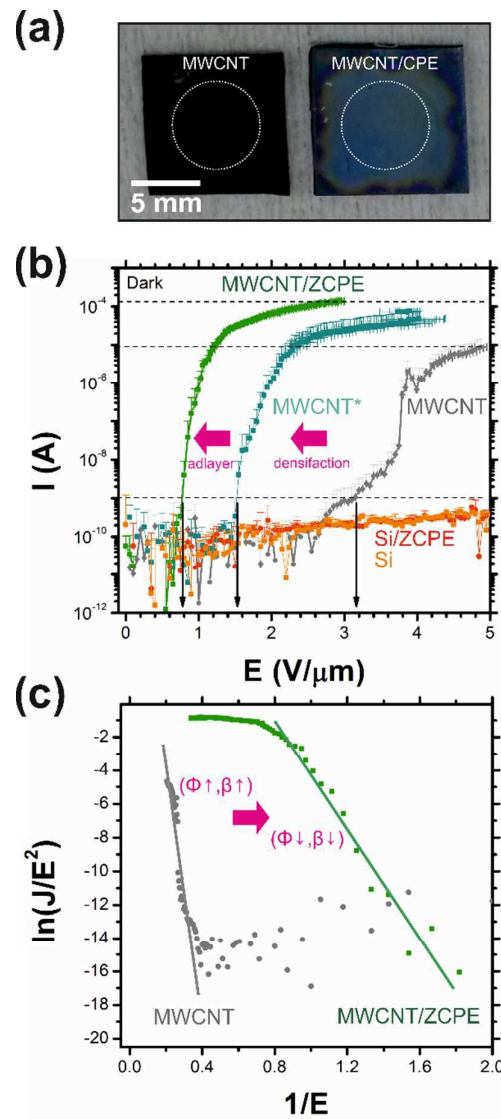 (a)
MWCNT
MWCNT/CPE
5 mm
(b)
Dark
MWCNT/ZCPE
10⁻⁴
10⁻⁶
10⁻⁸
10⁻¹⁰
10⁻¹²
I (A)
MWCNT*
MWCNT
adlayer
densifaction
Si/ZCPE
Si
0 1 2 3 4 5
E (V/μm)
(c)
-2
-4
-6
-8
-10
-12
-14
-16
-18
-20
ln(J/E²)
(Φ↑,β↑)
(Φ↓,β↓)
MWCNT
MWCNT/ZCPE
0.0 0.4 0.8 1.2 1.6 2.0
1/E